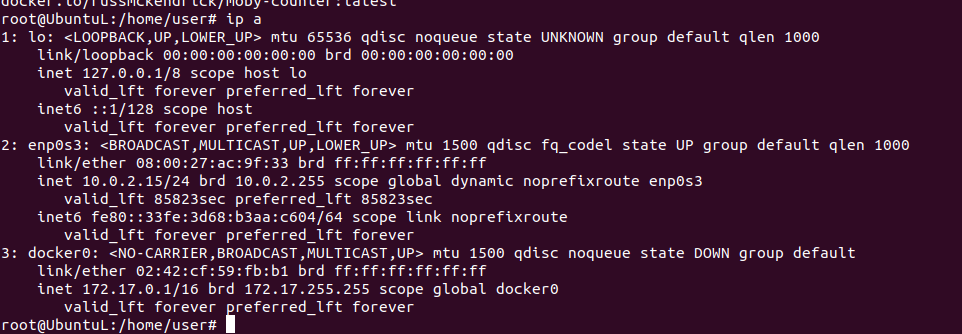 docker.io/russmckendrick/moby-counter:latest
root@UbuntuL:/home/user# ip a
1: lo: <LOOPBACK,UP,LOWER_UP> mtu 65536 qdisc noqueue state UNKNOWN group default qlen 1000
    link/loopback 00:00:00:00:00:00 brd 00:00:00:00:00:00
    inet 127.0.0.1/8 scope host lo
       valid_lft forever preferred_lft forever
    inet6 ::1/128 scope host
       valid_lft forever preferred_lft forever
2: enp0s3: <BROADCAST,MULTICAST,UP,LOWER_UP> mtu 1500 qdisc fq_codel state UP group default qlen 1000
    link/ether 08:00:27:ac:9f:33 brd ff:ff:ff:ff:ff:ff
    inet 10.0.2.15/24 brd 10.0.2.255 scope global dynamic noprefixroute enp0s3
       valid_lft 85823sec preferred_lft 85823sec
    inet6 fe80::33fe:3d68:b3aa:c604/64 scope link noprefixroute
       valid_lft forever preferred_lft forever
3: docker0: <NO-CARRIER,BROADCAST,MULTICAST,UP> mtu 1500 qdisc noqueue state DOWN group default
    link/ether 02:42:cf:59:fb:b1 brd ff:ff:ff:ff:ff:ff
    inet 172.17.0.1/16 brd 172.17.255.255 scope global docker0
       valid_lft forever preferred_lft forever
root@UbuntuL:/home/user#